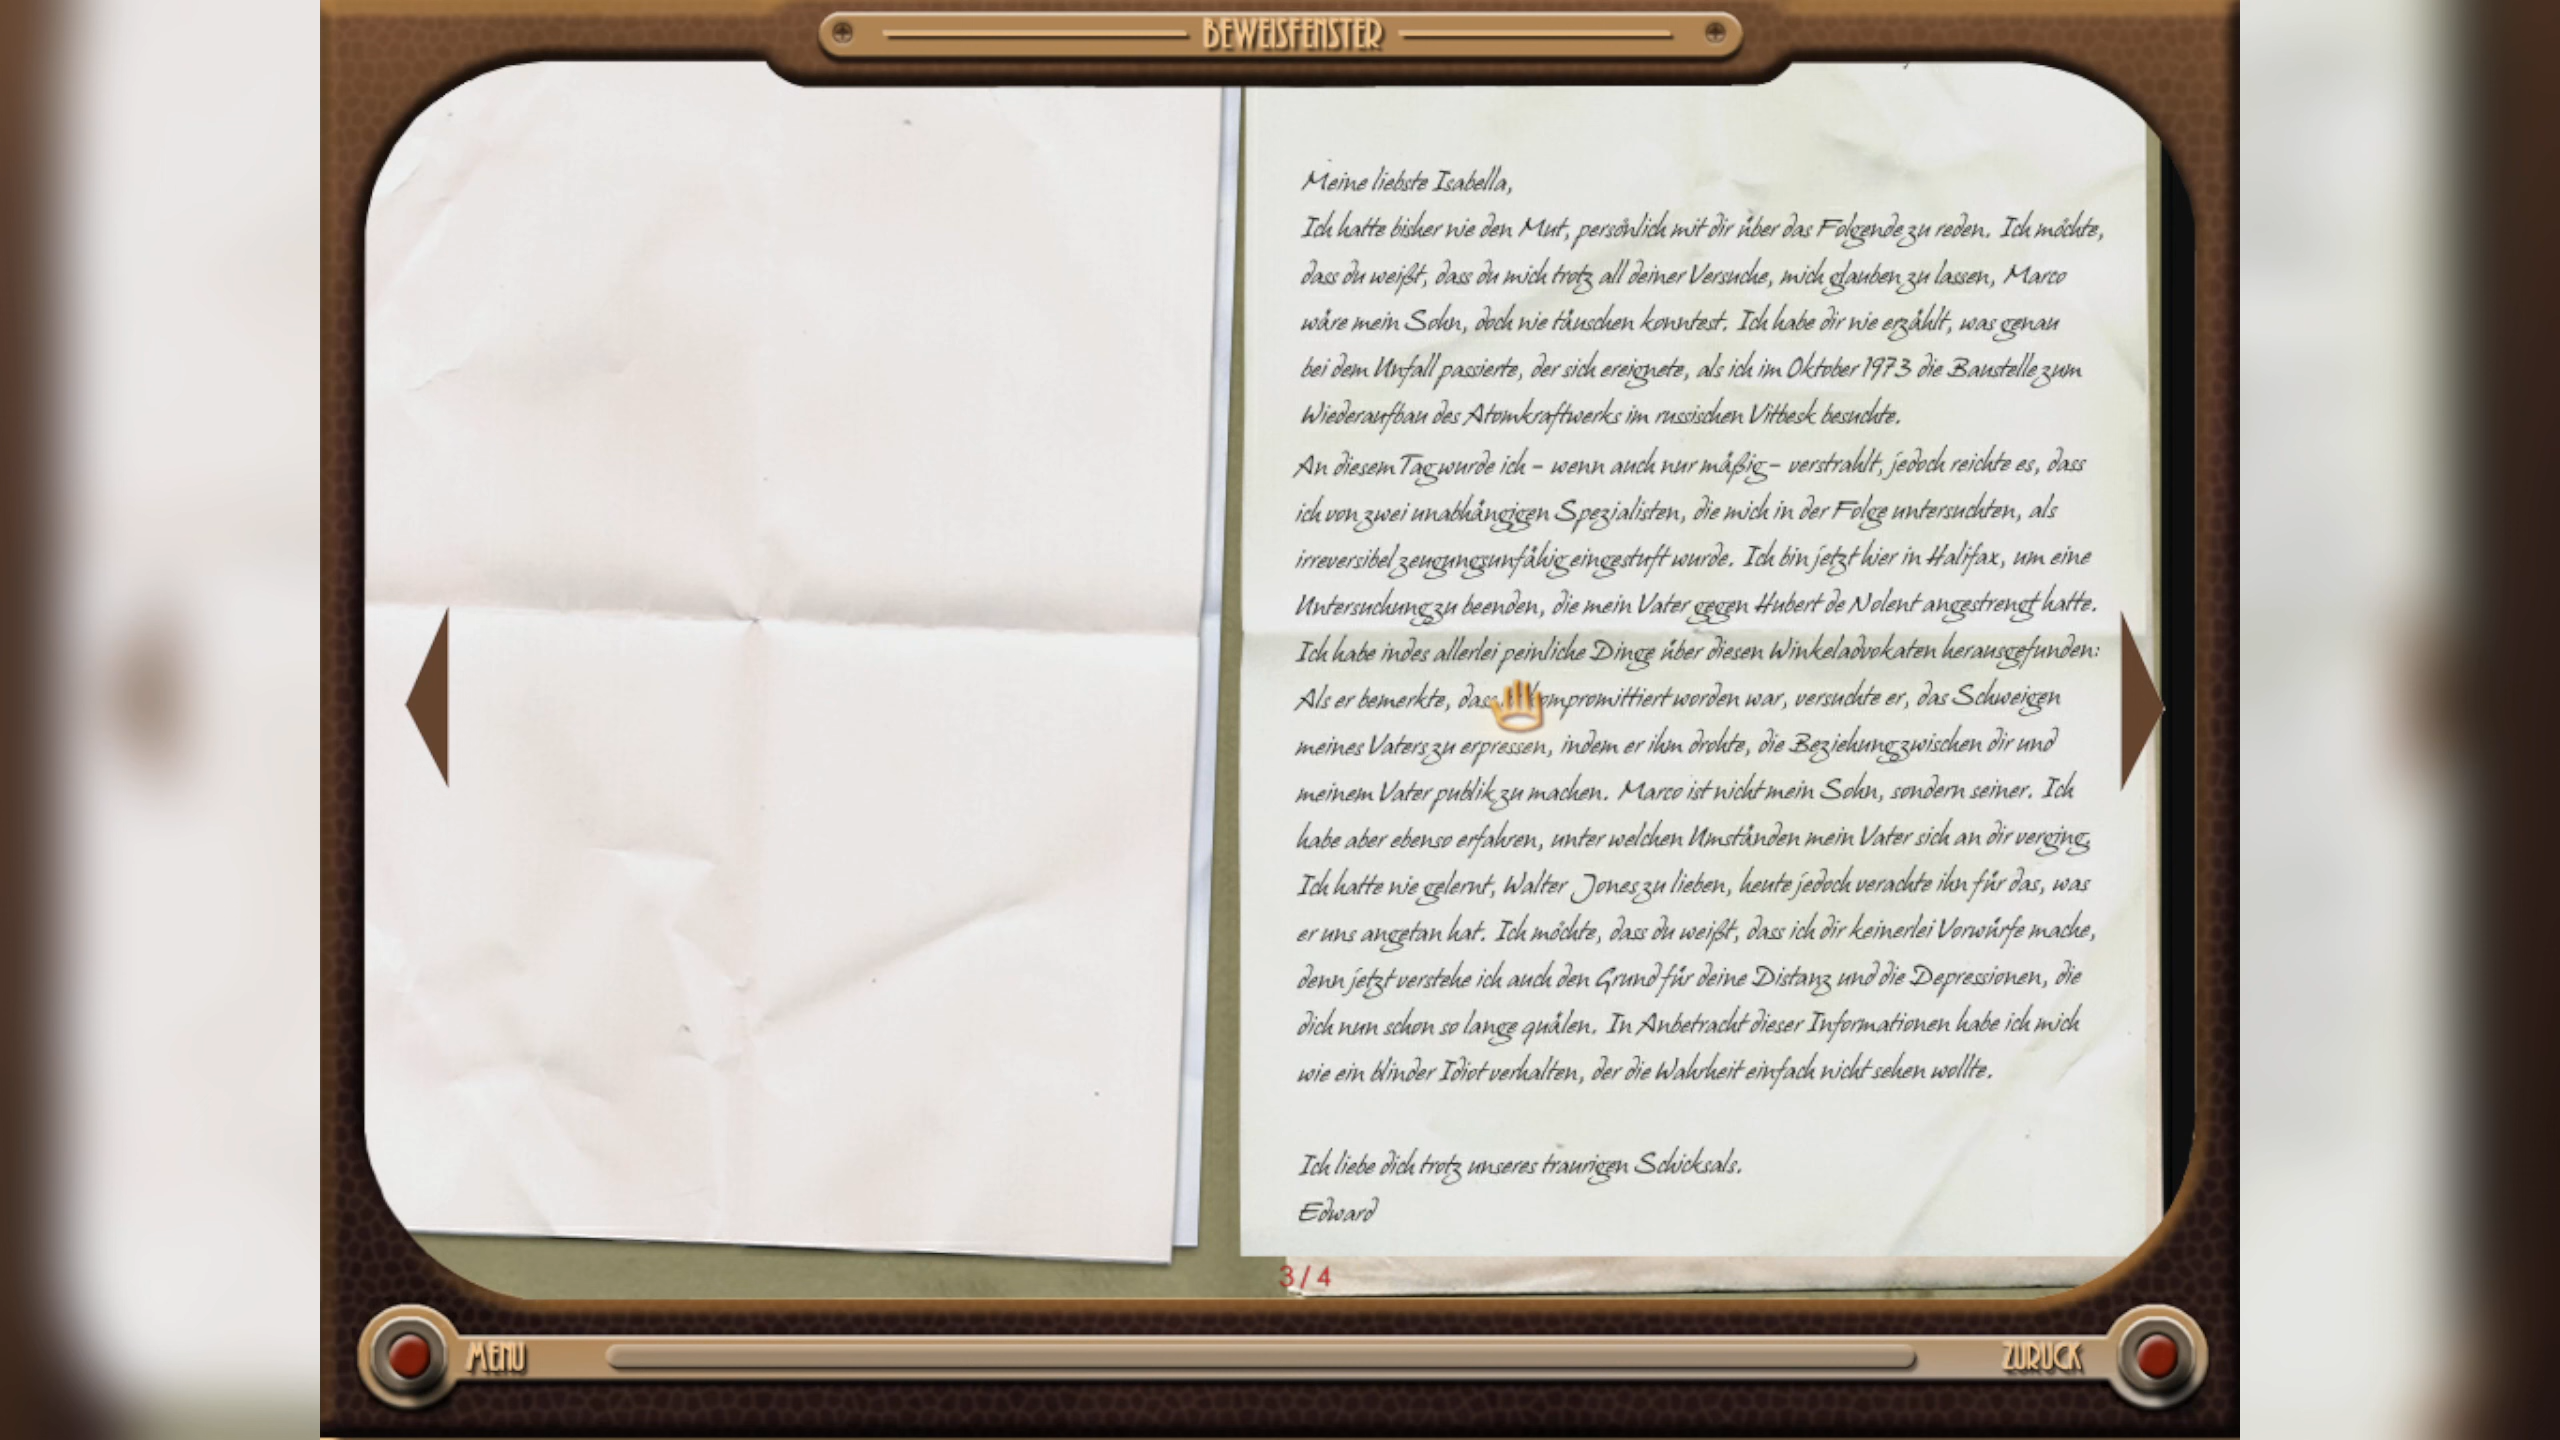 BEWEISFENSTER
Meine liebste Isabella,
Ich hatte bisher nie den Mut, persönlich mit dir über das Folgende zu reden. Ich möchte,
dass du weißt, dass du mich trotz all deiner Versuche, mich glauben zu lassen, Marco
wäre mein Sohn, doch nie täuschen konntest. Ich habe dir nie erzählt, was genau
bei dem Unfall passierte, der sich ereignete, als ich im Oktober 1973 die Baustelle zum
Wiederaufbau des Atomkraftwerks im russischen Vitbesk besuchte.
An diesem Tag wurde ich – wenn auch nur mäßig – verstrahlt, jedoch reichte es, dass
ich von zwei unabhängigen Spezialisten, die mich in der Folge untersuchten, als
irreversibel zeugungsunfähig eingestuft wurde. Ich bin jetzt hier in Halifax, um eine
Untersuchung zu beenden, die mein Vater gegen Hubert de Nolent angestrengt hatte.
Ich habe indes allerlei peinliche Dinge über diesen Winkeladvokaten herausgefunden:
Als er bemerkte, dass kompromittiert worden war, versuchte er, das Schweigen
meines Vaters zu erpressen, indem er ihm drohte, die Beziehung zwischen dir und
meinem Vater publik zu machen. Marco ist nicht mein Sohn, sondern seiner. Ich
habe aber ebenso erfahren, unter welchen Umständen mein Vater sich an dir verging.
Ich hatte nie gelernt, Walter Jones zu lieben, heute jedoch verachte ihn für das, was
er uns angetan hat. Ich möchte, dass du weißt, dass ich dir keinerlei Vorwürfe mache,
denn jetzt verstehe ich auch den Grund für deine Distanz und die Depressionen, die
dich nun schon so lange quälen. In Anbetracht dieser Informationen habe ich mich
wie ein blinder Idiot verhalten, der die Wahrheit einfach nicht sehen wollte.
Ich liebe dich trotz unseres traurigen Schicksals.
Edward
3 / 4
MENU
ZURÜCK